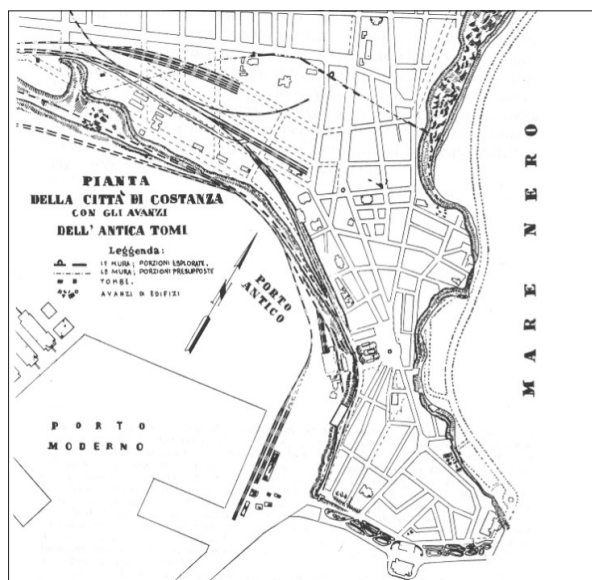 PIANTA
DELLA CITTÀ DI COSTANZA
CON GLI AVANZI
DELL'ANTICA TOMI
Leggenda:
LE MURA; PORZIONI ESPLORATE.
LE MURA; PORZIONI PRESUPPOSTE
TOMBE.
AVANZI DI EDIFIZI
PORTO
ANTICO
PORTO
MODERNO
MARE NERO